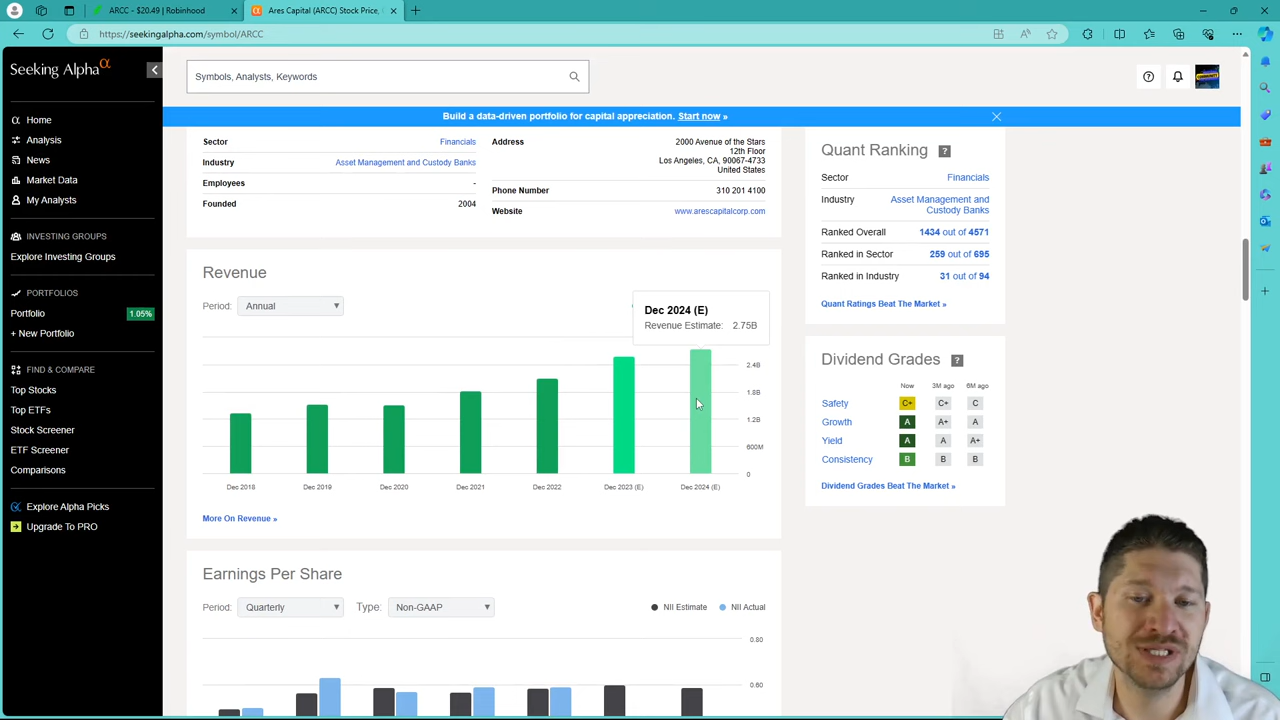 ARCC - $20.49 | Robinhood
Ares Capital (ARCC) Stock Price,
https://seekingalpha.com/symbol/ARCC
Seeking Alpha α
Symbols, Analysts, Keywords
Build a data-driven portfolio for capital appreciation. Start now »
Home
Analysis
News
Market Data
My Analysts
INVESTING GROUPS
Explore Investing Groups
PORTFOLIOS
Portfolio 1.05%
+ New Portfolio
FIND & COMPARE
Top Stocks
Top ETFs
Stock Screener
ETF Screener
Comparisons
Explore Alpha Picks
Upgrade To PRO
Sector Financials
Industry Asset Management and Custody Banks
Employees -
Founded 2004
Address 2000 Avenue of the Stars
12th Floor
Los Angeles, CA, 90067-4733
United States
Phone Number 310 201 4100
Website www.arescapitalcorp.com
Revenue
Period: Annual
Dec 2024 (E)
Revenue Estimate: 2.75B
2.4B
1.8B
1.2B
600M
0
Dec 2018 Dec 2019 Dec 2020 Dec 2021 Dec 2022 Dec 2023 (E) Dec 2024 (E)
More On Revenue »
Earnings Per Share
Period: Quarterly Type: Non-GAAP
NII Estimate NII Actual
0.80
0.60
Quant Ranking ?
Sector Financials
Industry Asset Management and
Custody Banks
Ranked Overall 1434 out of 4571
Ranked in Sector 259 out of 695
Ranked in Industry 31 out of 94
Quant Ratings Beat The Market »
Dividend Grades ?
Now 3M ago 6M ago
Safety C+ C+ C
Growth A A+ A
Yield A A A+
Consistency B B B
Dividend Grades Beat The Market »